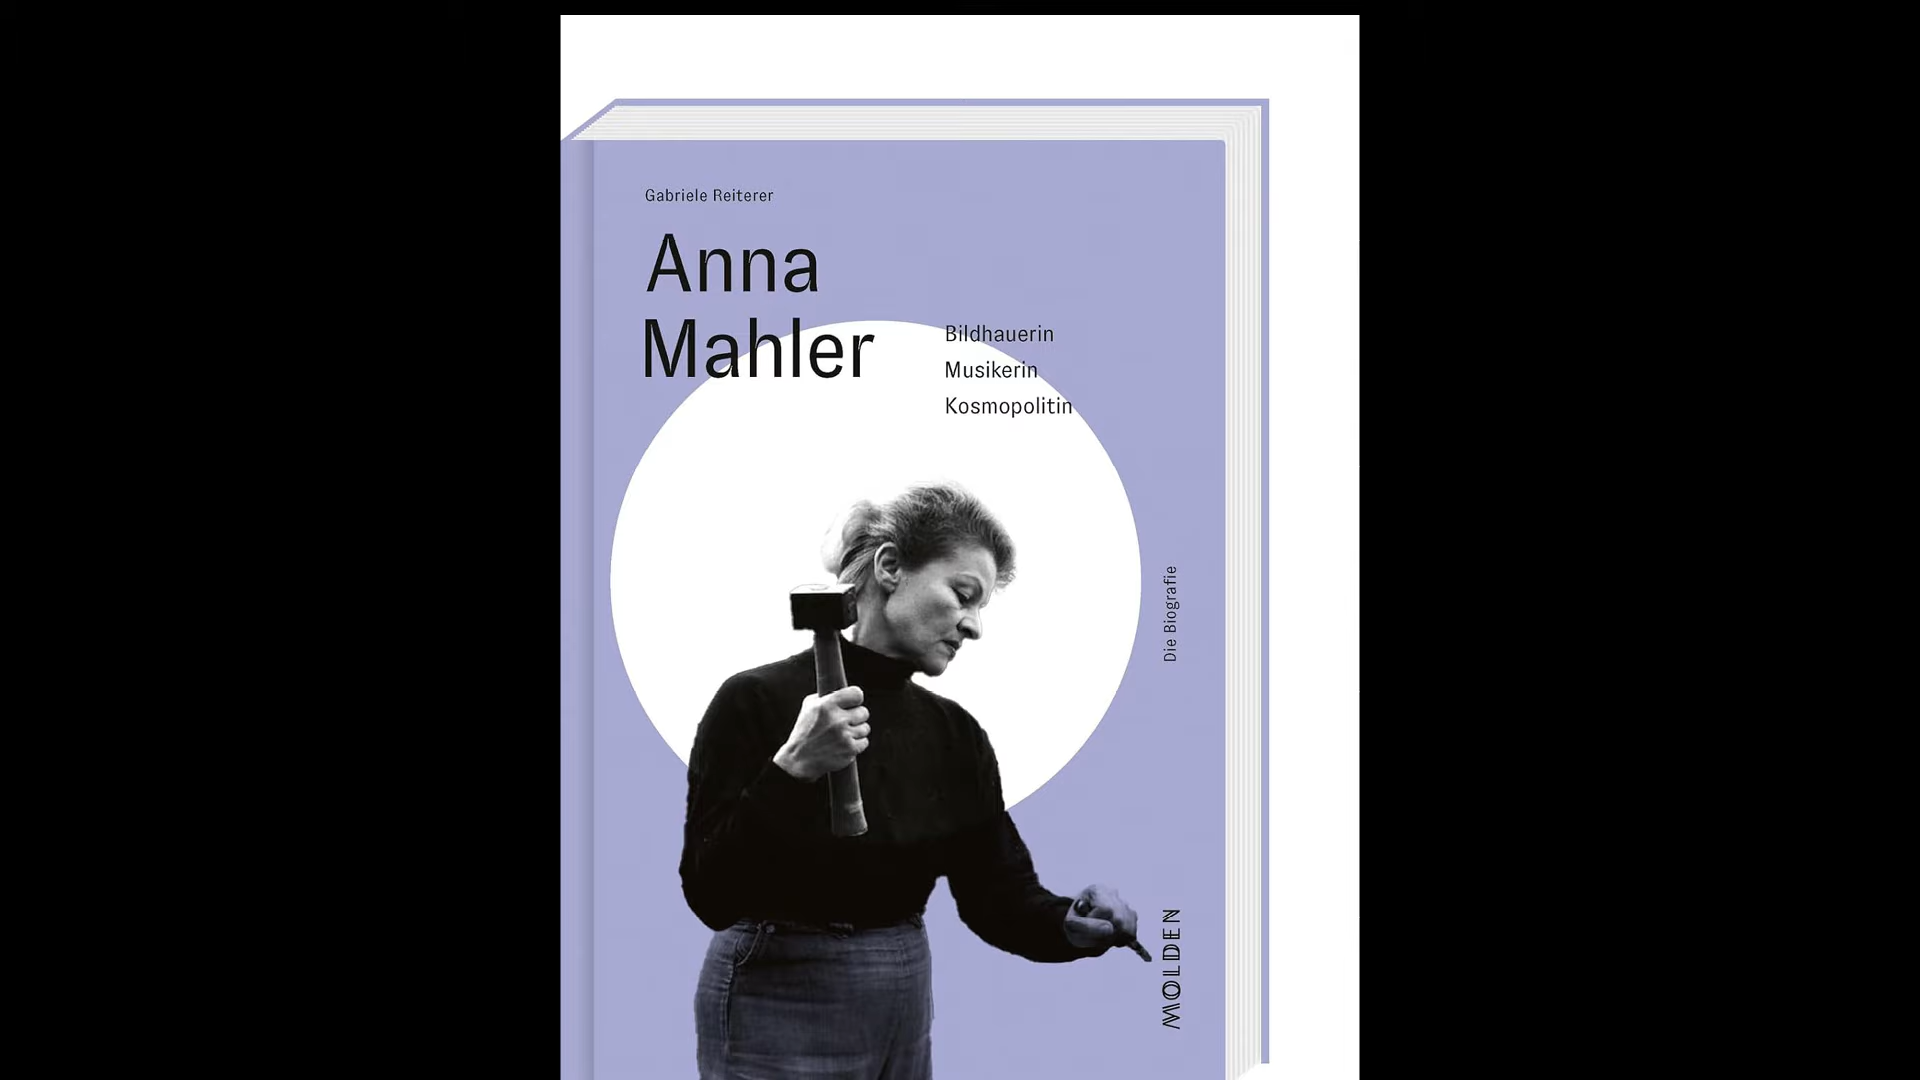 Gabriele Reiterer
Anna
Mahler
Bildhauerin
Musikerin
Kosmopolitin
Die Biografie
MOLDEN